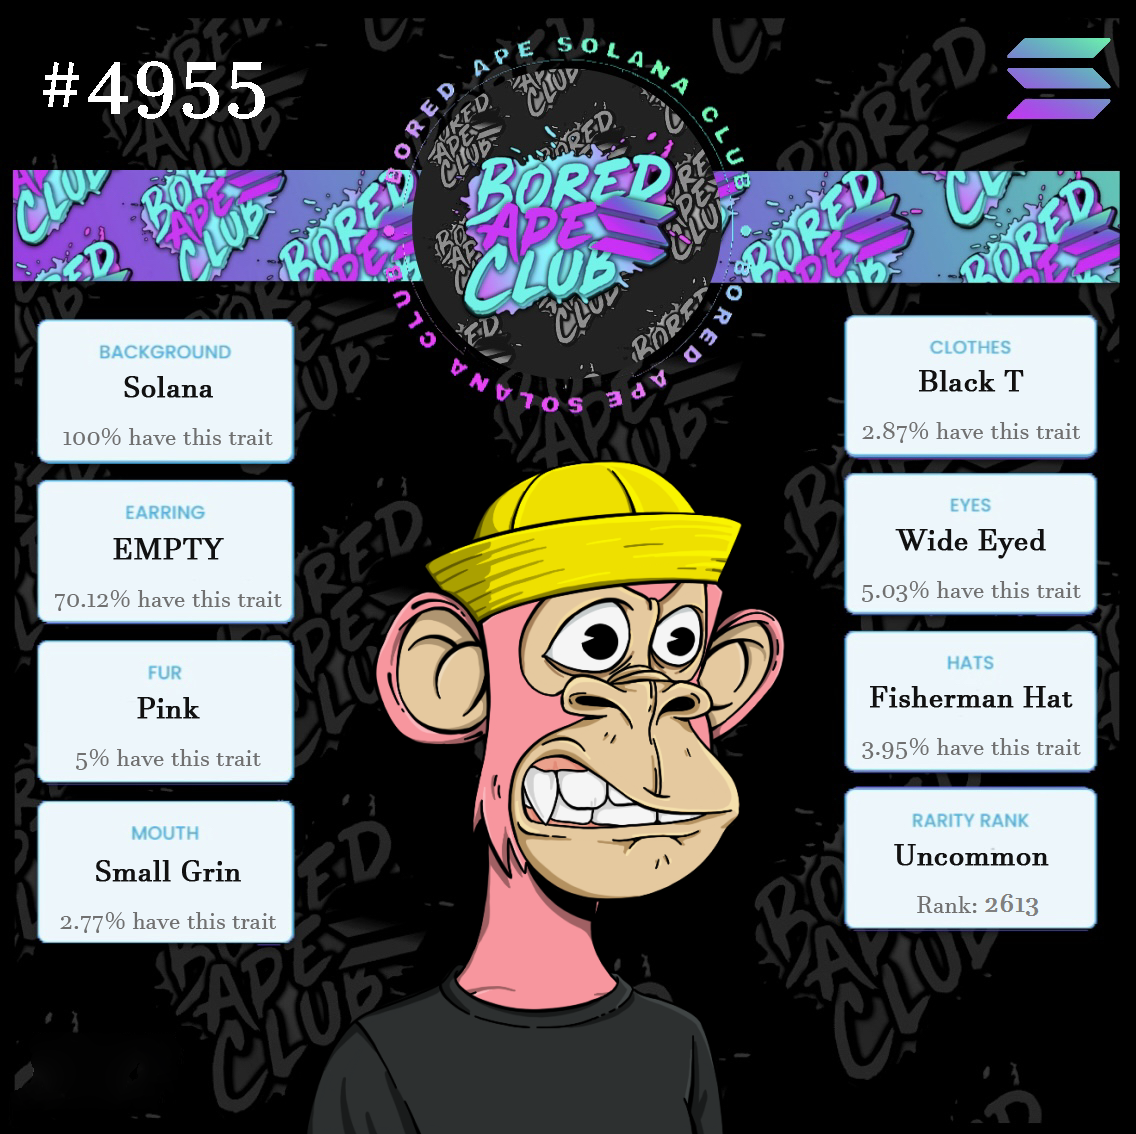 #4955
BORED APE SOLANA CLUB
BORED APE SOLANA CLUB
BORED
APE
CLUB
BACKGROUND
Solana
100% have this trait
EARRING
EMPTY
70.12% have this trait
FUR
Pink
5% have this trait
MOUTH
Small Grin
2.77% have this trait
CLOTHES
Black T
2.87% have this trait
EYES
Wide Eyed
5.03% have this trait
HATS
Fisherman Hat
3.95% have this trait
RARITY RANK
Uncommon
Rank: 2613